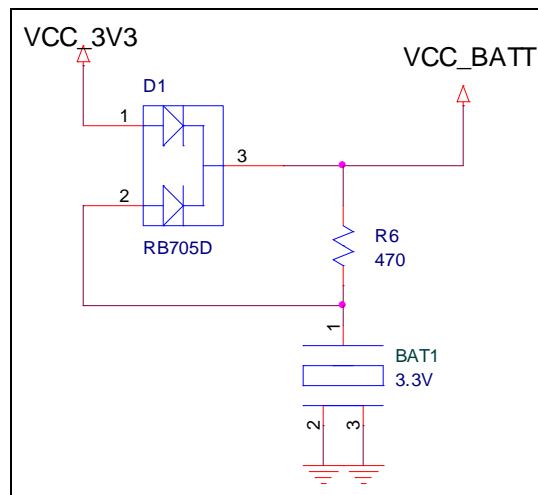 VCC_3V3
VCC_BATT
D1
1
3
2
RB705D
R6
470
1
BAT1
3.3V
2
3